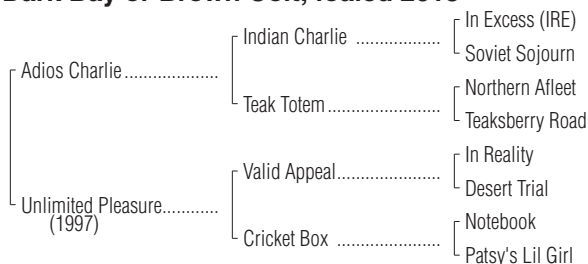 In Excess (IRE)
Indian Charlie ...................
Soviet Sojourn
Adios Charlie.....................
Northern Afleet
Teak Totem.........................
Teaksberry Road
In Reality
Valid Appeal.......................
Desert Trial
Unlimited Pleasure............
(1997)
Notebook
Cricket Box .......................
Patsy's Lil Girl